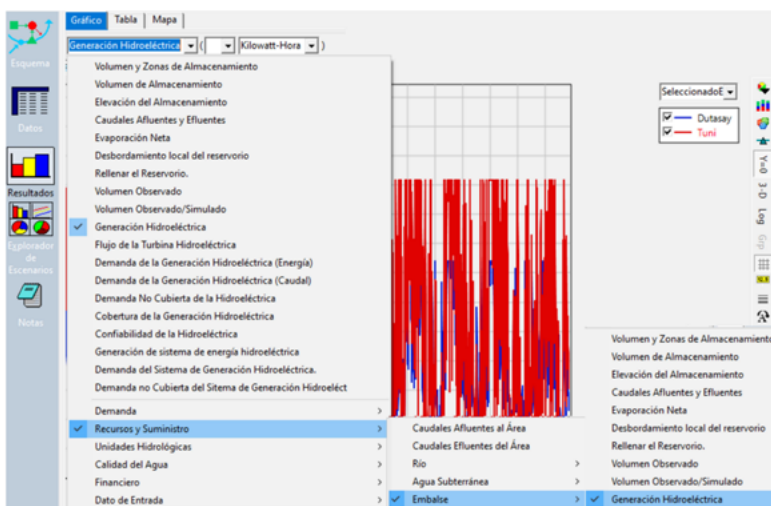 Gráfico Tabla Mapa
Generación Hidroeléctrica ( Kilowatt-Hora )
Esquema
Datos
Resultados
Explorador
de
Escenarios
Notas
Volumen y Zonas de Almacenamiento
Volumen de Almacenamiento
Elevación del Almacenamiento
Caudales Afluentes y Efluentes
Evaporación Neta
Desbordamiento local del reservorio
Rellenar el Reservorio.
Volumen Observado
Volumen Observado/Simulado
Generación Hidroeléctrica
Flujo de la Turbina Hidroeléctrica
Demanda de la Generación Hidroeléctrica (Energía)
Demanda de la Generación Hidroeléctrica (Caudal)
Demanda No Cubierta de la Hidroeléctrica
Cobertura de la Generación Hidroeléctrica
Confiabilidad de la Hidroeléctrica
Generación de sistema de energía hidroeléctrica
Demanda del Sistema de Generación Hidroeléctrica.
Demanda no Cubierta del Sitema de Generación Hidroeléct
Demanda
Recursos y Suministro
Unidades Hidrológicas
Calidad del Agua
Financiero
Dato de Entrada
Caudales Afluentes al Área
Caudales Efluentes del Área
Río
Agua Subterránea
Embalse
SeleccionadoE
Dutasay
Tuni
Y=0
3-D
Log
Grp
Volumen y Zonas de Almacenamiento
Volumen de Almacenamiento
Elevación del Almacenamiento
Caudales Afluentes y Efluentes
Evaporación Neta
Desbordamiento local del reservorio
Rellenar el Reservorio.
Volumen Observado
Volumen Observado/Simulado
Generación Hidroeléctrica